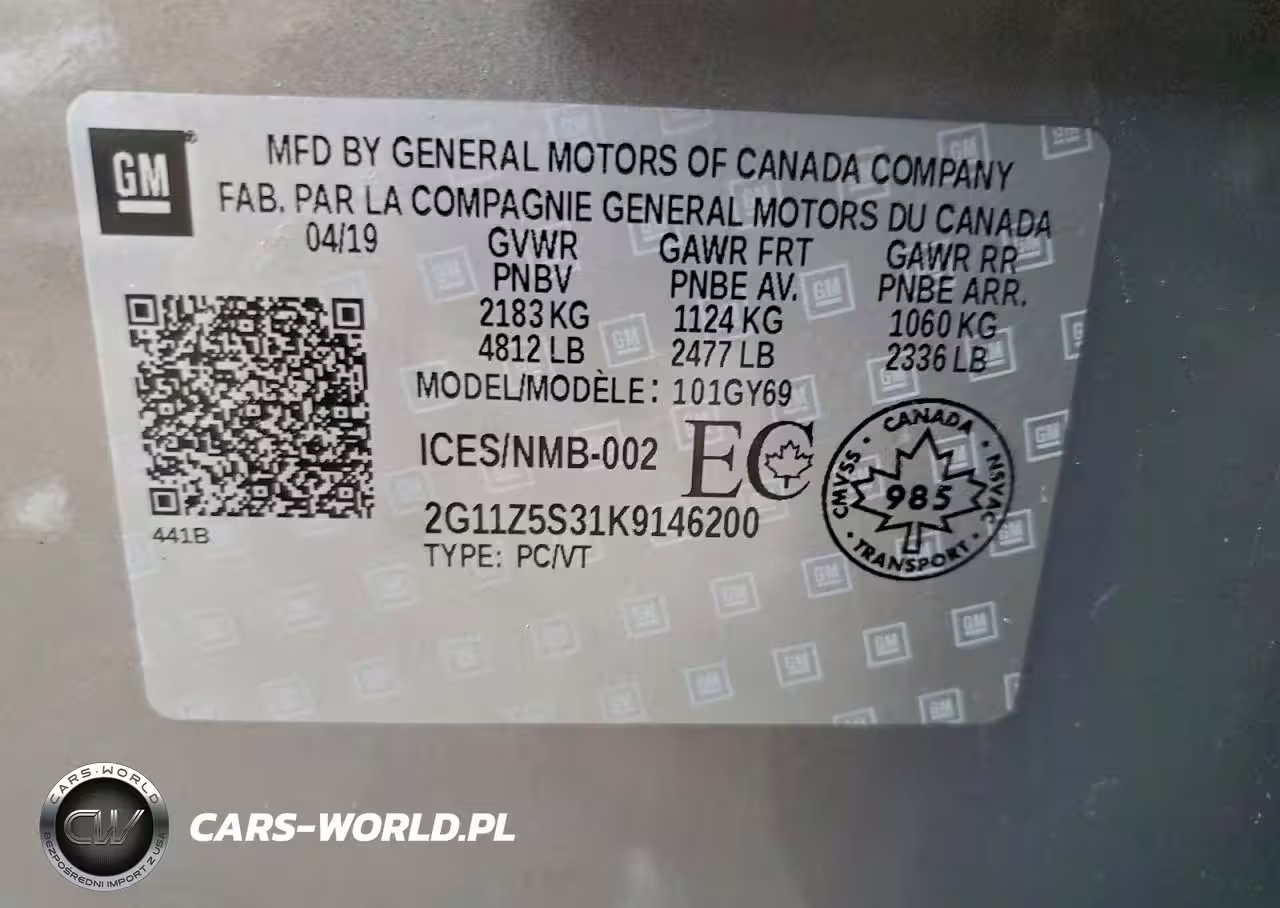 GM
MFD BY GENERAL MOTORS OF CANADA COMPANY
FAB. PAR LA COMPAGNIE GENERAL MOTORS DU CANADA
04/19 GVWR GAWR FRT GAWR RR
PNBV PNBE AV. PNBE ARR.
2183 KG 1124 KG 1060 KG
4812 LB 2477 LB 2336 LB
MODEL/MODÈLE: 101GY69
ICES/NMB-002 EC
CANADA
CMVSS 985 NSVAC
TRANSPORT
2G11Z5S31K9146200
441B
TYPE: PC/VT
CARS-WORLD
CW
BEZPOŚREDNI IMPORT Z USA
CARS-WORLD.PL